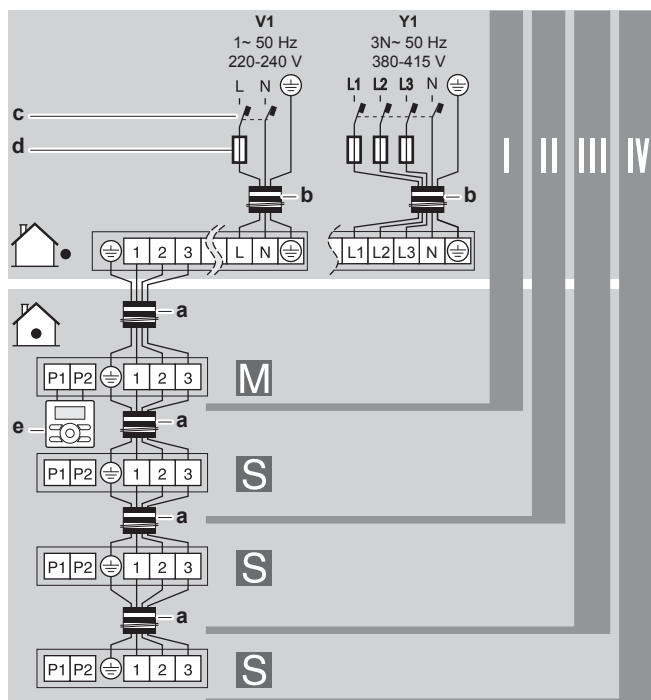 V1 Y1
1~ 50 Hz 3N~ 50 Hz
220-240 V 380-415 V
L N L1 L2 L3 N
c
d
I II III IV
b b
1 2 3 L N L1 L2 L3 N
a
P1 P2 1 2 3 M
e a
P1 P2 1 2 3 S
a
P1 P2 1 2 3 S
a
P1 P2 1 2 3 S